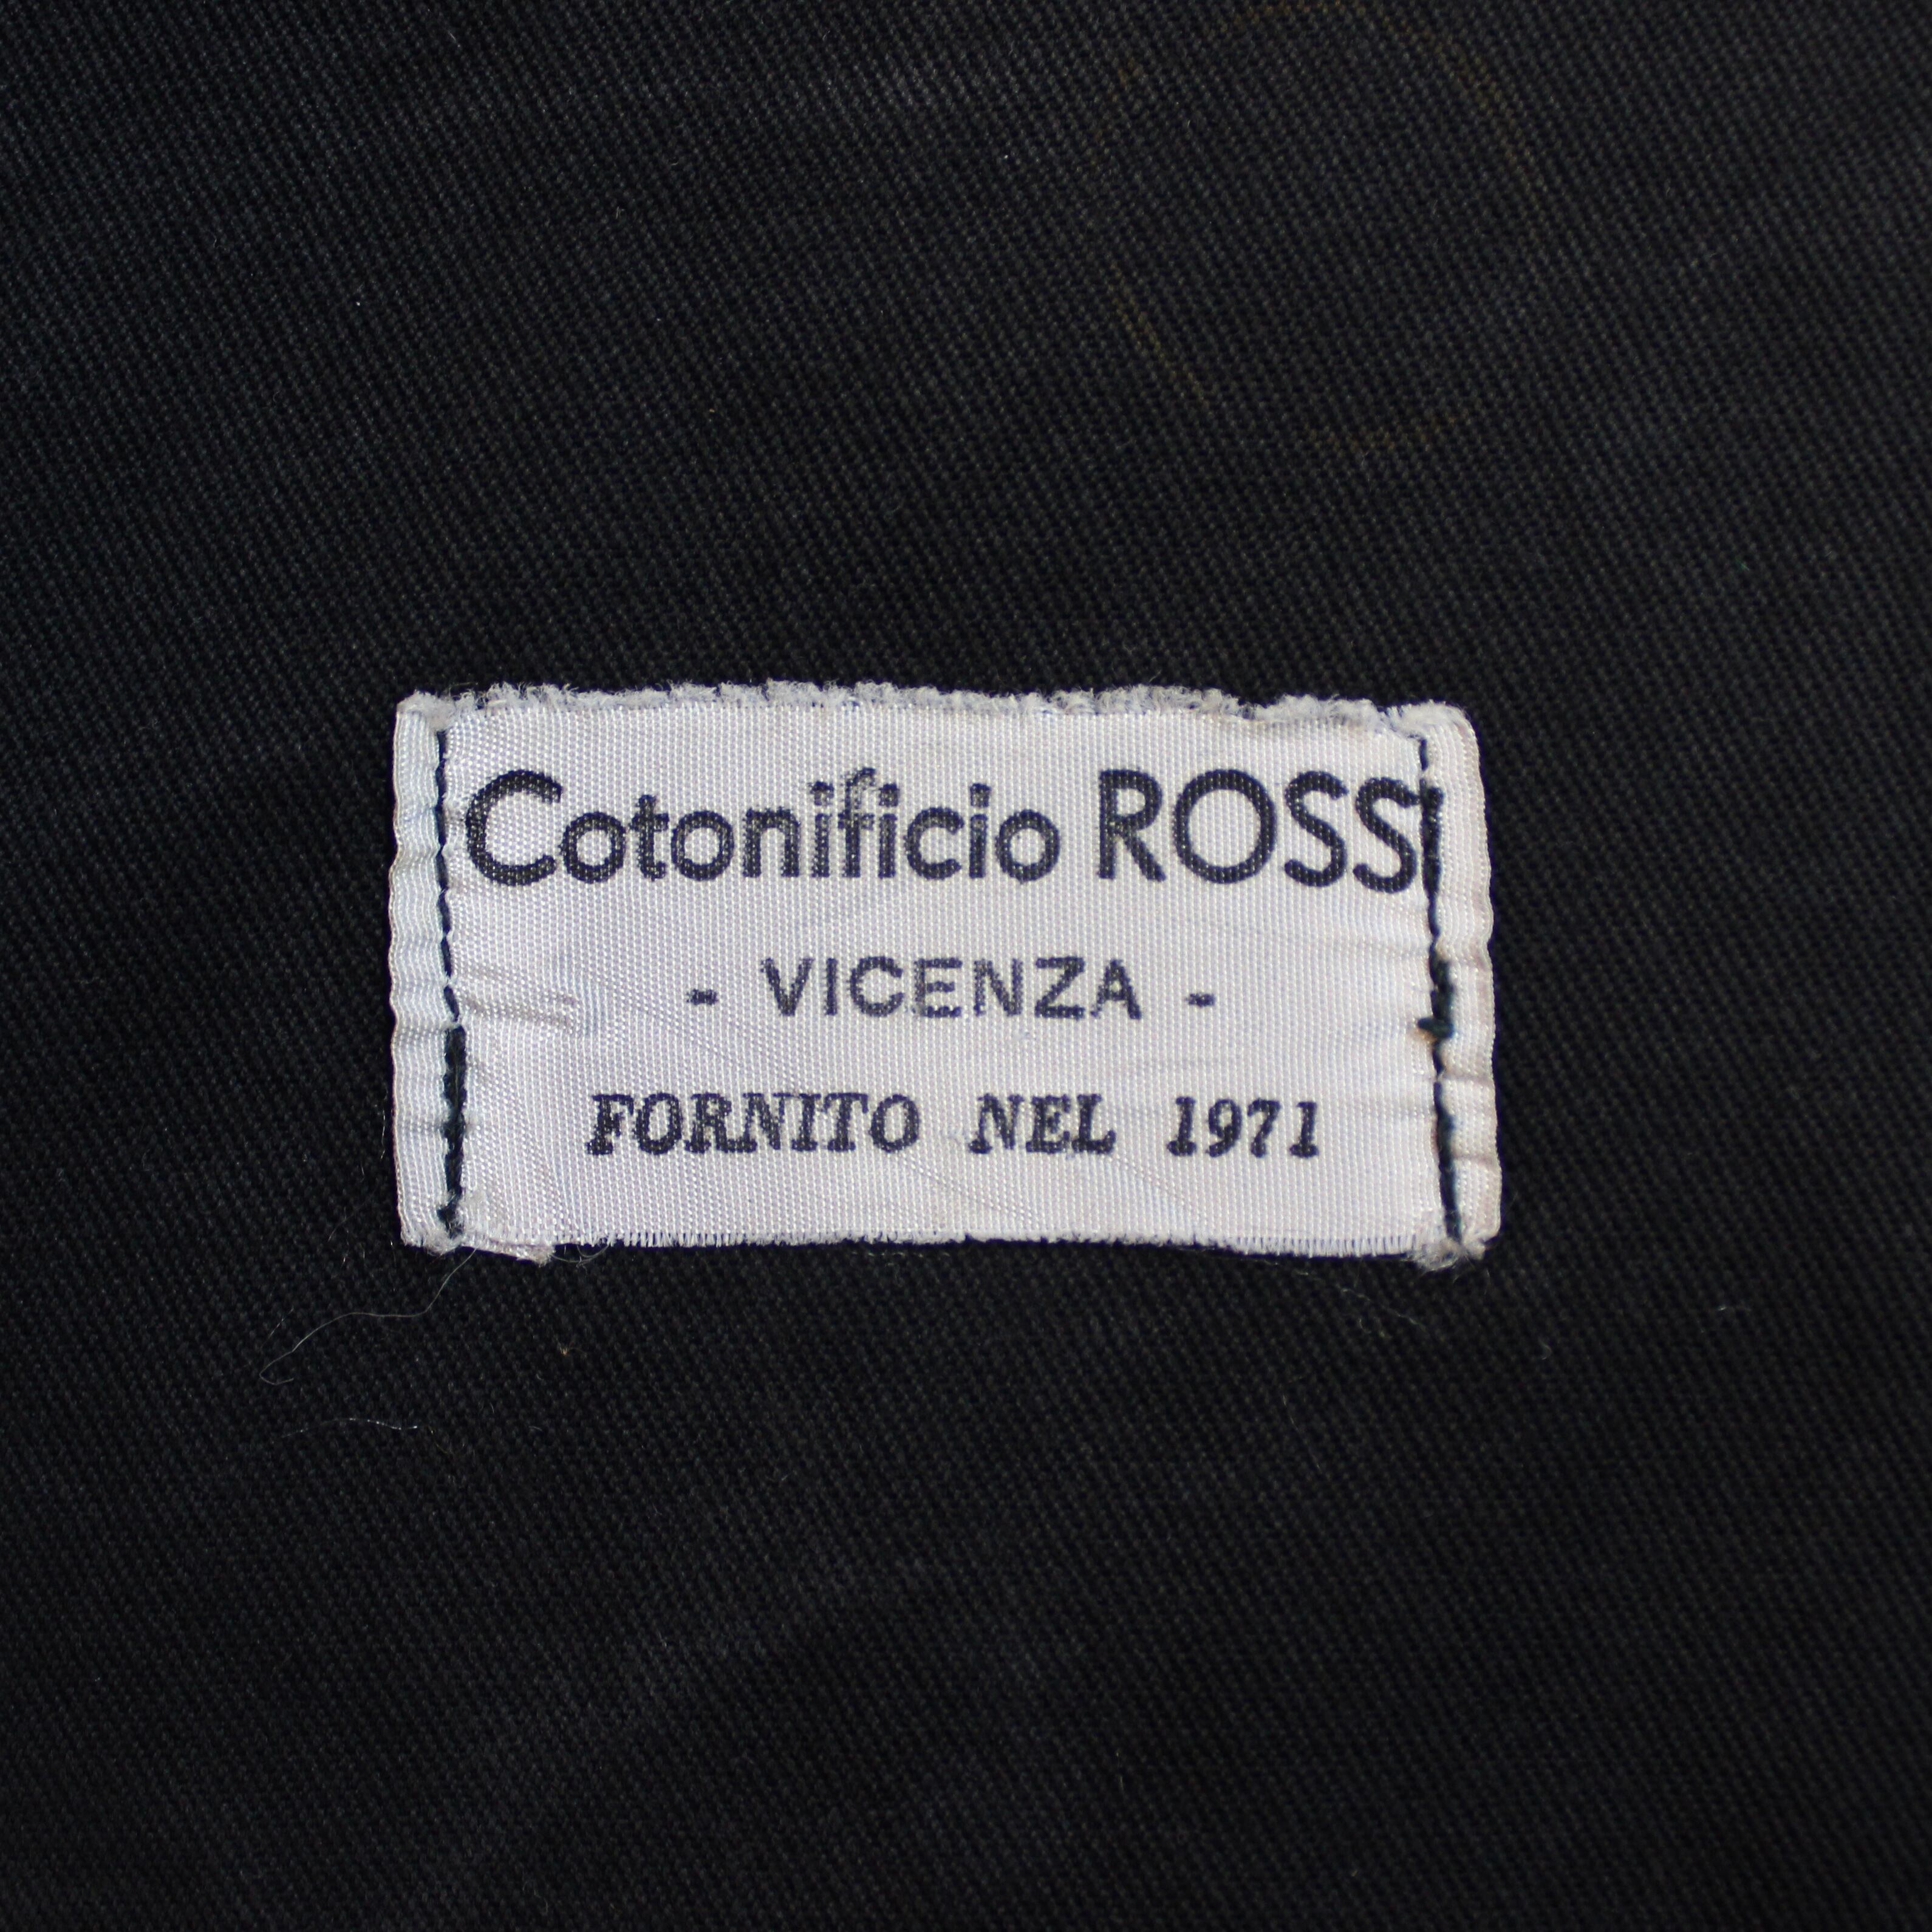 Cotonificio ROSSI
- VICENZA -
FORNITO NEL 1971